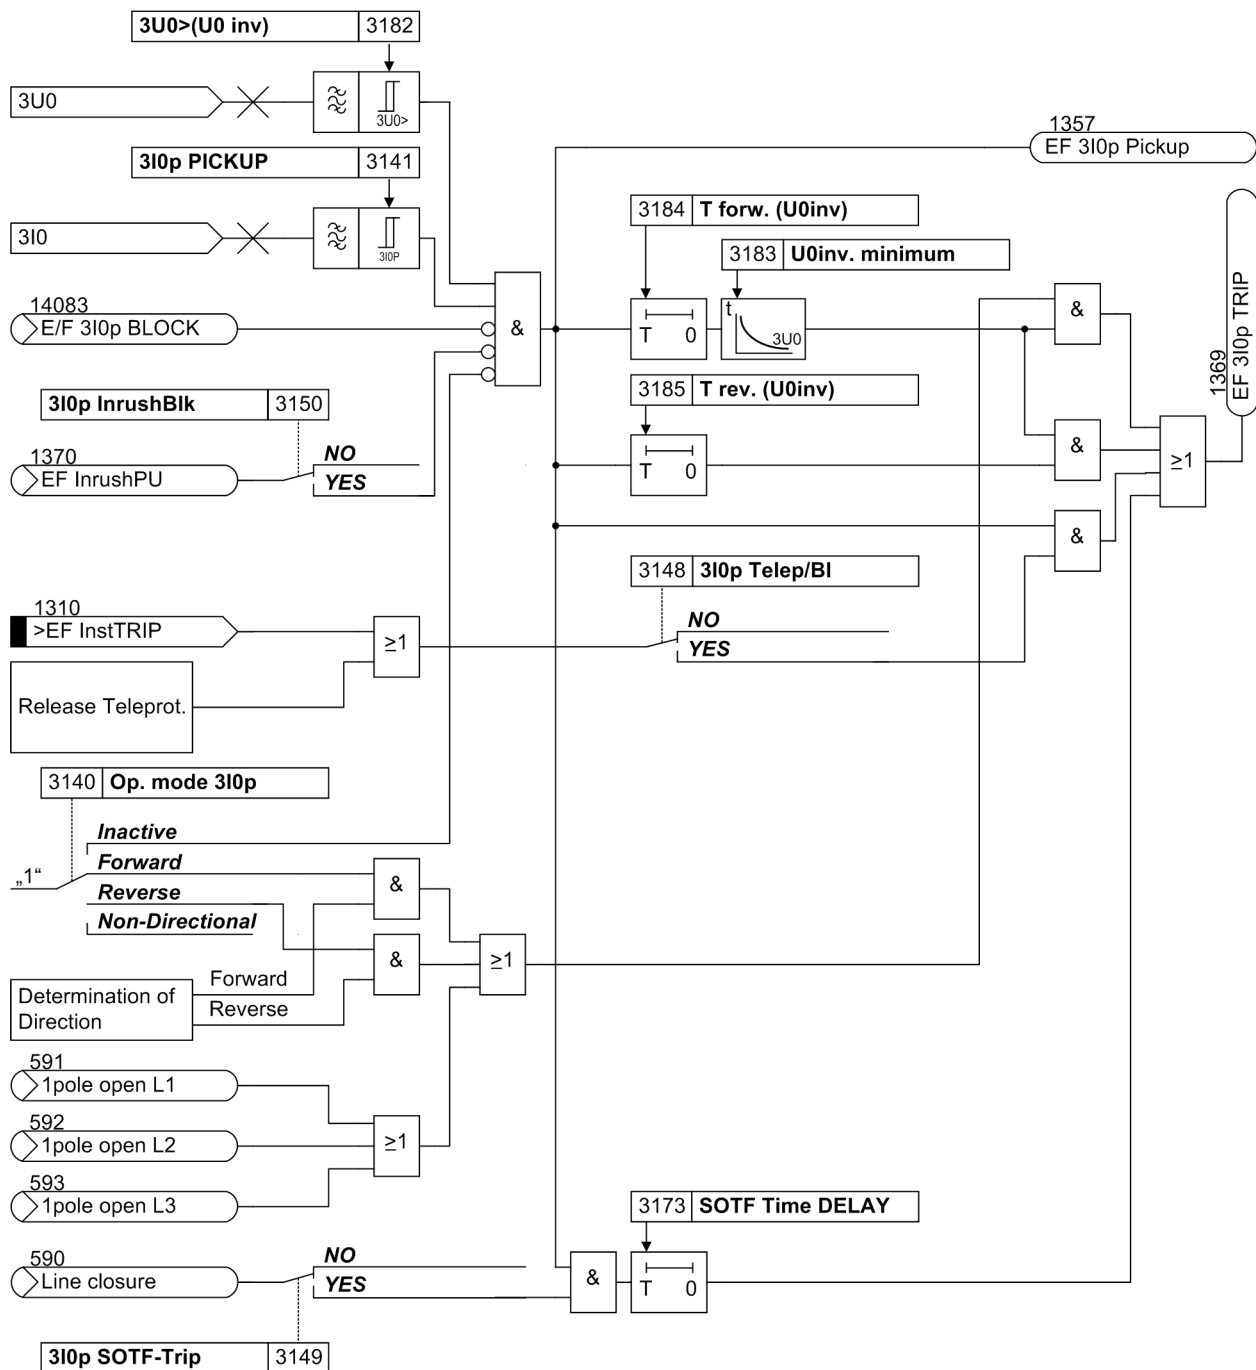 3U0>(U0 inv) 3182
3U0
3U0>
1357
EF 3I0p Pickup
3I0p PICKUP 3141
3184 T forw. (U0inv)
3I0
3I0P
3183 U0inv. minimum
14083
E/F 3I0p BLOCK
&
T 0
t
3U0
&
1369
EF 3I0p TRIP
3I0p InrushBlk 3150
3185 T rev. (U0inv)
1370
EF InrushPU
NO
YES
T 0
&
≥1
&
3148 3I0p Telep/BI
1310
>EF InstTRIP
≥1
NO
YES
Release Teleprot.
3140 Op. mode 3I0p
Inactive
„1“
Forward
Reverse
Non-Directional
&
&
≥1
Determination of
Direction
Forward
Reverse
591
1pole open L1
592
1pole open L2
≥1
593
1pole open L3
3173 SOTF Time DELAY
590
Line closure
NO
YES
&
T 0
3I0p SOTF-Trip 3149